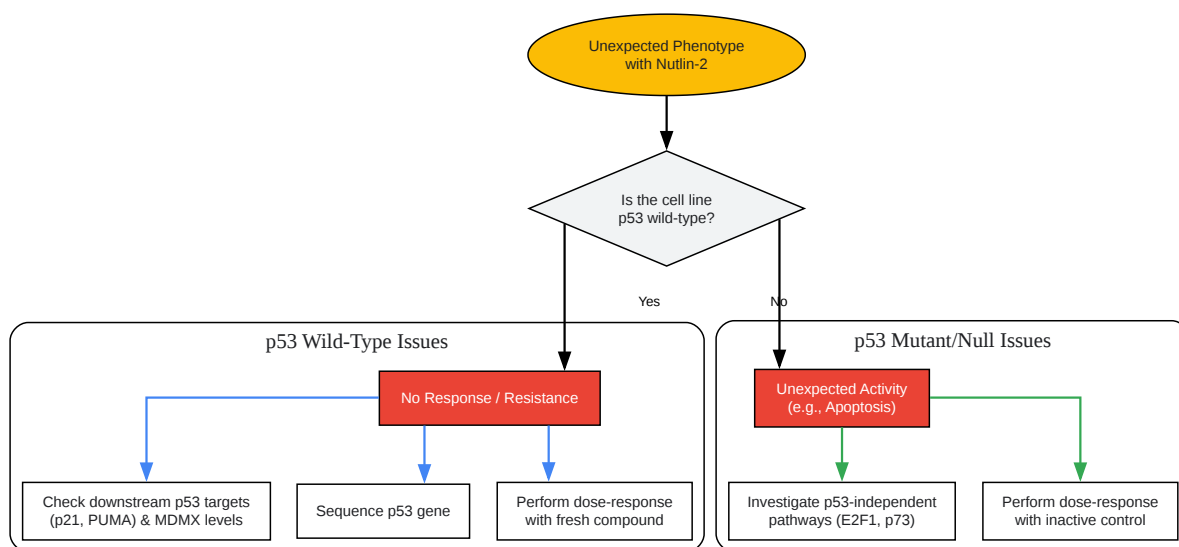 Unexpected Phenotype
with Nutlin-2
Is the cell line
p53 wild-type?
Yes
No
p53 Wild-Type Issues
No Response / Resistance
Check downstream p53 targets
(p21, PUMA) & MDMX levels
Sequence p53 gene
Perform dose-response
with fresh compound
p53 Mutant/Null Issues
Unexpected Activity
(e.g., Apoptosis)
Investigate p53-independent
pathways (E2F1, p73)
Perform dose-response
with inactive control